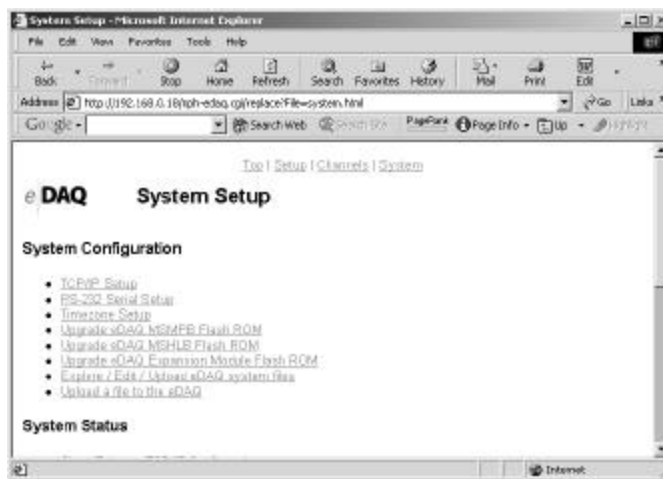 System Setup - Microsoft Internet Explorer
File Edit View Favorites Tools Help
Back Forward Stop Home Refresh Search Favorites History Mail Print Edit
Address http://192.168.0.18/nph-edaq.cgi/replace?File=system.html Go Links
Google Search Web Search Site PageRank Page Info Up Highlight
Top | Setup | Channels | System
eDAQ System Setup
System Configuration
TCP/IP Setup
RS-232 Serial Setup
Timezone Setup
Upgrade eDAQ MSMPB Flash ROM
Upgrade eDAQ MSHLB Flash ROM
Upgrade eDAQ Expansion Module Flash ROM
Explore / Edit / Upload eDAQ system files
Upload a file to the eDAQ
System Status
Internet